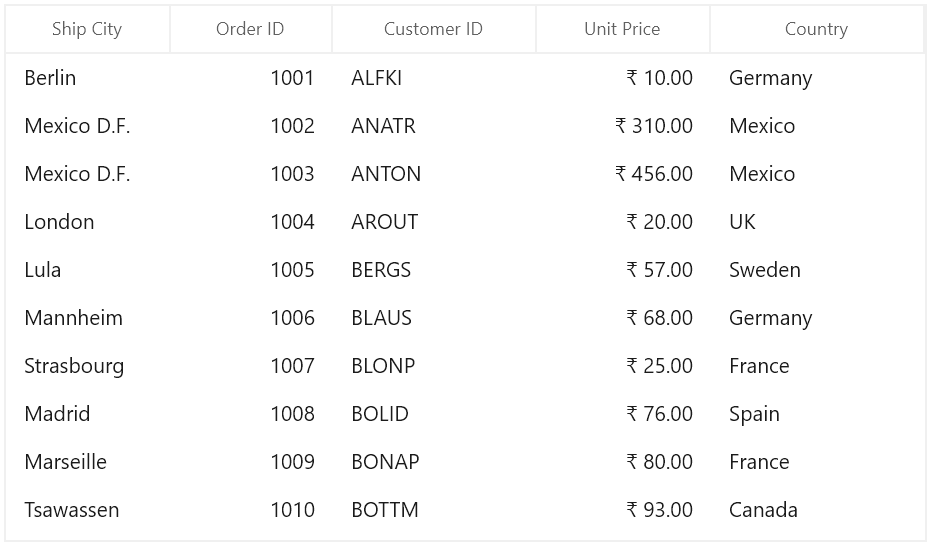 Ship City Order ID Customer ID Unit Price Country
Berlin 1001 ALFKI ₹ 10.00 Germany
Mexico D.F. 1002 ANATR ₹ 310.00 Mexico
Mexico D.F. 1003 ANTON ₹ 456.00 Mexico
London 1004 AROUT ₹ 20.00 UK
Lula 1005 BERGS ₹ 57.00 Sweden
Mannheim 1006 BLAUS ₹ 68.00 Germany
Strasbourg 1007 BLONP ₹ 25.00 France
Madrid 1008 BOLID ₹ 76.00 Spain
Marseille 1009 BONAP ₹ 80.00 France
Tsawassen 1010 BOTTM ₹ 93.00 Canada